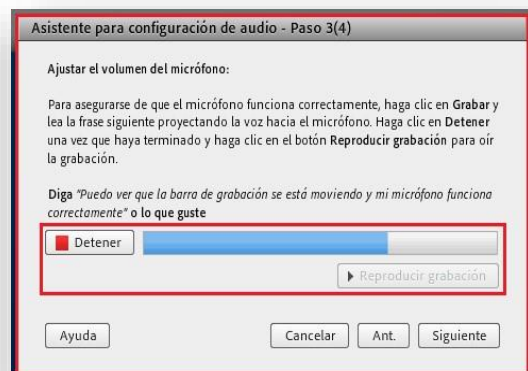 Asistente para configuración de audio - Paso 3(4)
Ajustar el volumen del micrófono:
Para asegurarse de que el micrófono funciona correctamente, haga clic en Grabar y
lea la frase siguiente proyectando la voz hacia el micrófono. Haga clic en Detener
una vez que haya terminado y haga clic en el botón Reproducir grabación para oír
la grabación.
Diga "Puedo ver que la barra de grabación se está moviendo y mi micrófono funciona
correctamente" o lo que guste
Detener
Reproducir grabación
Ayuda Cancelar Ant. Siguiente